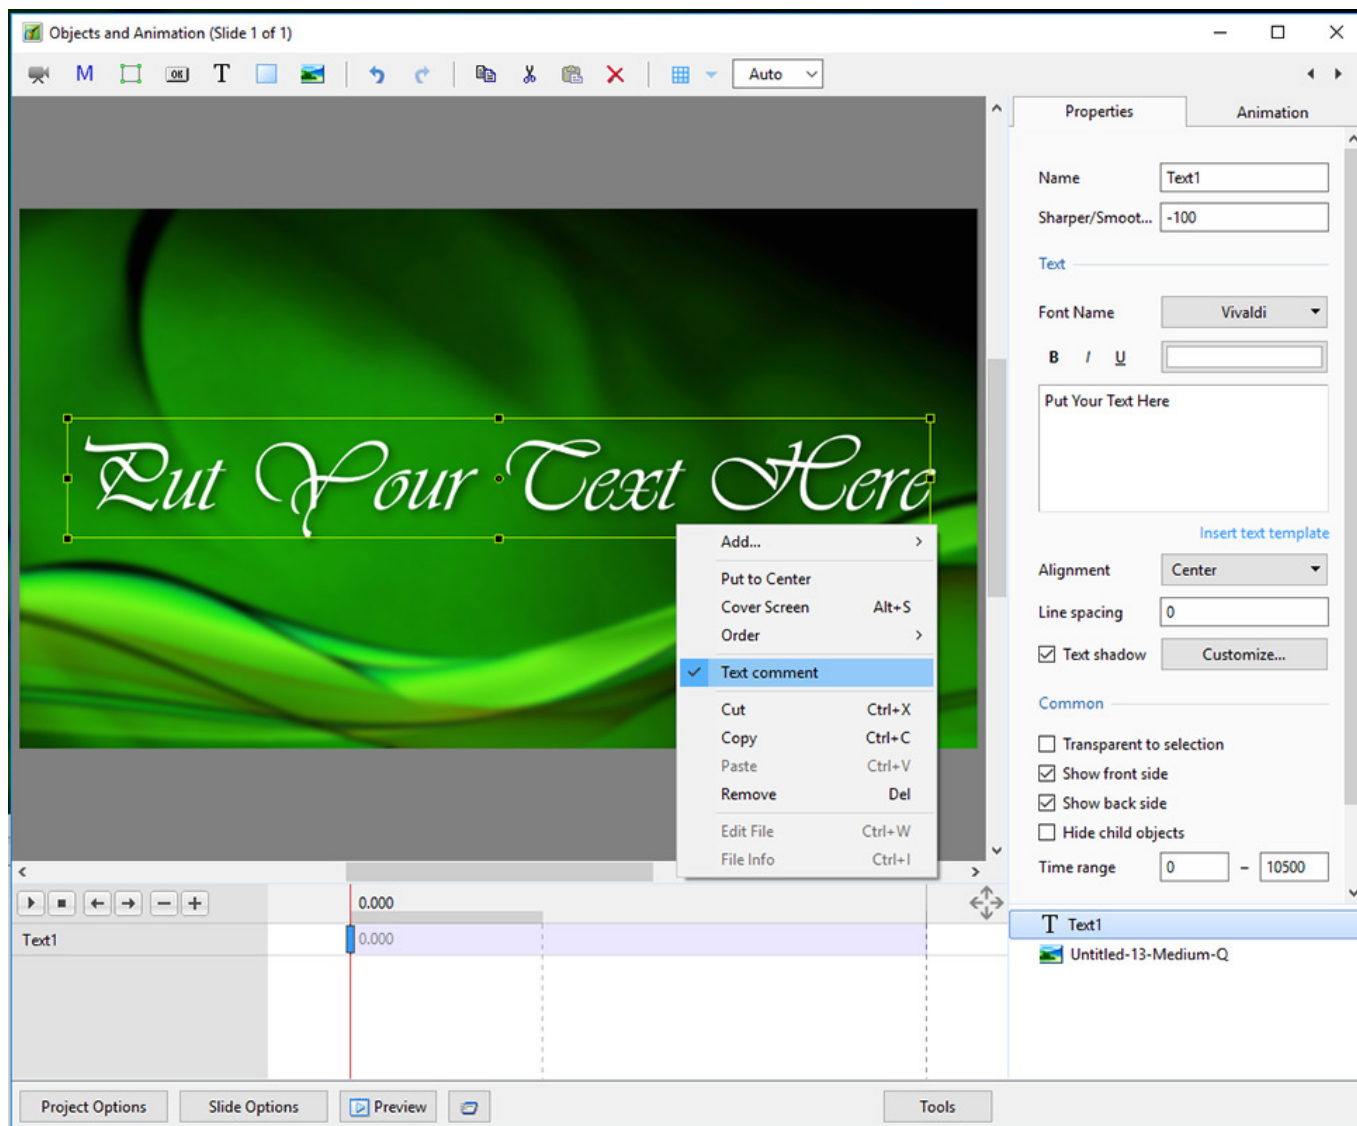 Objects and Animation (Slide 1 of 1)
M OK T Auto
Properties Animation
Name Text1
Sharper/Smoot... -100
Text
Font Name Vivaldi
B I U
Put Your Text Here
Insert text template
Alignment Center
Line spacing 0
Text shadow Customize...
Common
Transparent to selection
Show front side
Show back side
Hide child objects
Time range 0 – 10500
Put Your Text Here
Add...
Put to Center
Cover Screen Alt+S
Order
Text comment
Cut Ctrl+X
Copy Ctrl+C
Paste Ctrl+V
Remove Del
Edit File Ctrl+W
File Info Ctrl+I
0.000
Text1 0.000
T Text1
Untitled-13-Medium-Q
Project Options Slide Options Preview Tools